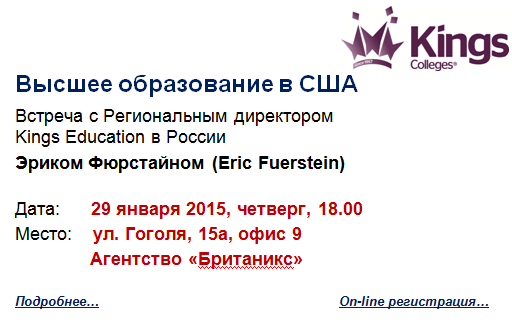 Kings
Colleges®
Высшее образование в США
Встреча с Региональным директором
Kings Education в России
Эриком Фюрстайном (Eric Fuerstein)
Дата: 29 января 2015, четверг, 18.00
Место: ул. Гоголя, 15а, офис 9
Агентство «Британикс»
Подробнее... On-line регистрация...